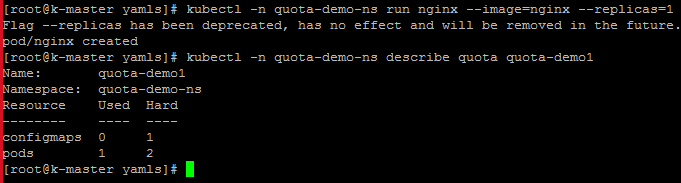 [root@k-master yamls]# kubectl -n quota-demo-ns run nginx --image=nginx --replicas=1
Flag --replicas has been deprecated, has no effect and will be removed in the future.
pod/nginx created
[root@k-master yamls]# kubectl -n quota-demo-ns describe quota quota-demo1
Name:       quota-demo1
Namespace:  quota-demo-ns
Resource    Used  Hard
--------    ----  ----
configmaps  0     1
pods        1     2
[root@k-master yamls]#